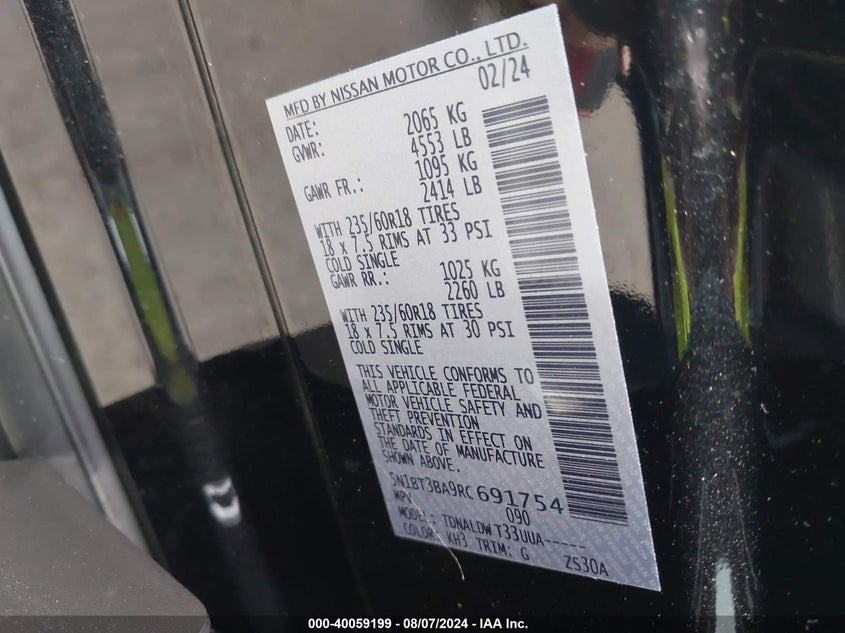 MFD BY NISSAN MOTOR CO., LTD.
DATE: 02/24
GVWR: 2065 KG
4553 LB
GAWR FR.: 1095 KG
2414 LB
WITH 235/60R18 TIRES
18 x 7.5 RIMS AT 33 PSI
COLD SINGLE
GAWR RR.: 1025 KG
2260 LB
WITH 235/60R18 TIRES
18 x 7.5 RIMS AT 30 PSI
COLD SINGLE
THIS VEHICLE CONFORMS TO
ALL APPLICABLE FEDERAL
MOTOR VEHICLE SAFETY AND
THEFT PREVENTION
STANDARDS IN EFFECT ON
THE DATE OF MANUFACTURE
SHOWN ABOVE.
5N1BT3BA9RC691754
MPV 090
MODEL: TDNALDWT33UUA-----
COLOR: KH3 TRIM: G ZS30A
000-40059199 - 08/07/2024 - IAA Inc.